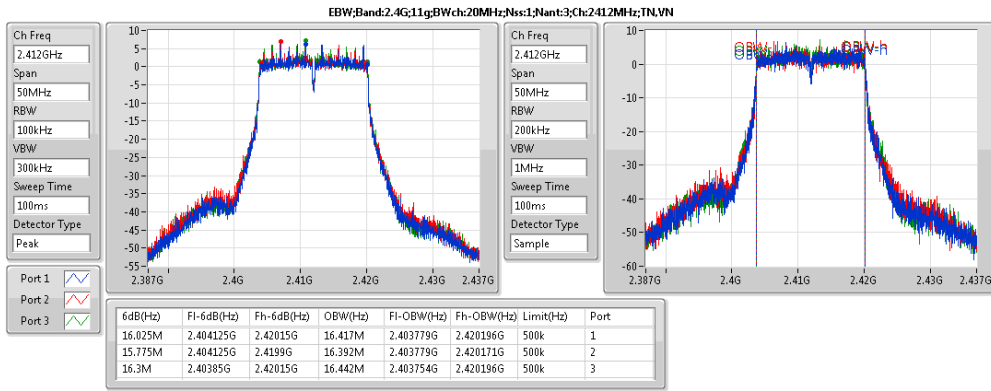 EBW;Band:2.4G;11g;BWch:20MHz;Nss:1;Nant:3;Ch:2412MHz;TN,VN
Ch Freq
2.412GHz
Span
50MHz
RBW
100kHz
VBW
300kHz
Sweep Time
100ms
Detector Type
Peak
10
5
0
-5
-10
-15
-20
-25
-30
-35
-40
-45
-50
-55
2.387G 2.4G 2.41G 2.42G 2.43G 2.437G
Ch Freq
2.412GHz
Span
50MHz
RBW
200kHz
VBW
1MHz
Sweep Time
100ms
Detector Type
Sample
10
0
-10
-20
-30
-40
-50
-60
OBW-h
2.387G 2.4G 2.41G 2.42G 2.43G 2.437G
Port 1
Port 2
Port 3
6dB(Hz) Fl-6dB(Hz) Fh-6dB(Hz) OBW(Hz) Fl-OBW(Hz) Fh-OBW(Hz) Limit(Hz) Port
16.025M 2.404125G 2.42015G 16.417M 2.403779G 2.420196G 500k 1
15.775M 2.404125G 2.4199G 16.392M 2.403779G 2.420171G 500k 2
16.3M 2.40385G 2.42015G 16.442M 2.403754G 2.420196G 500k 3